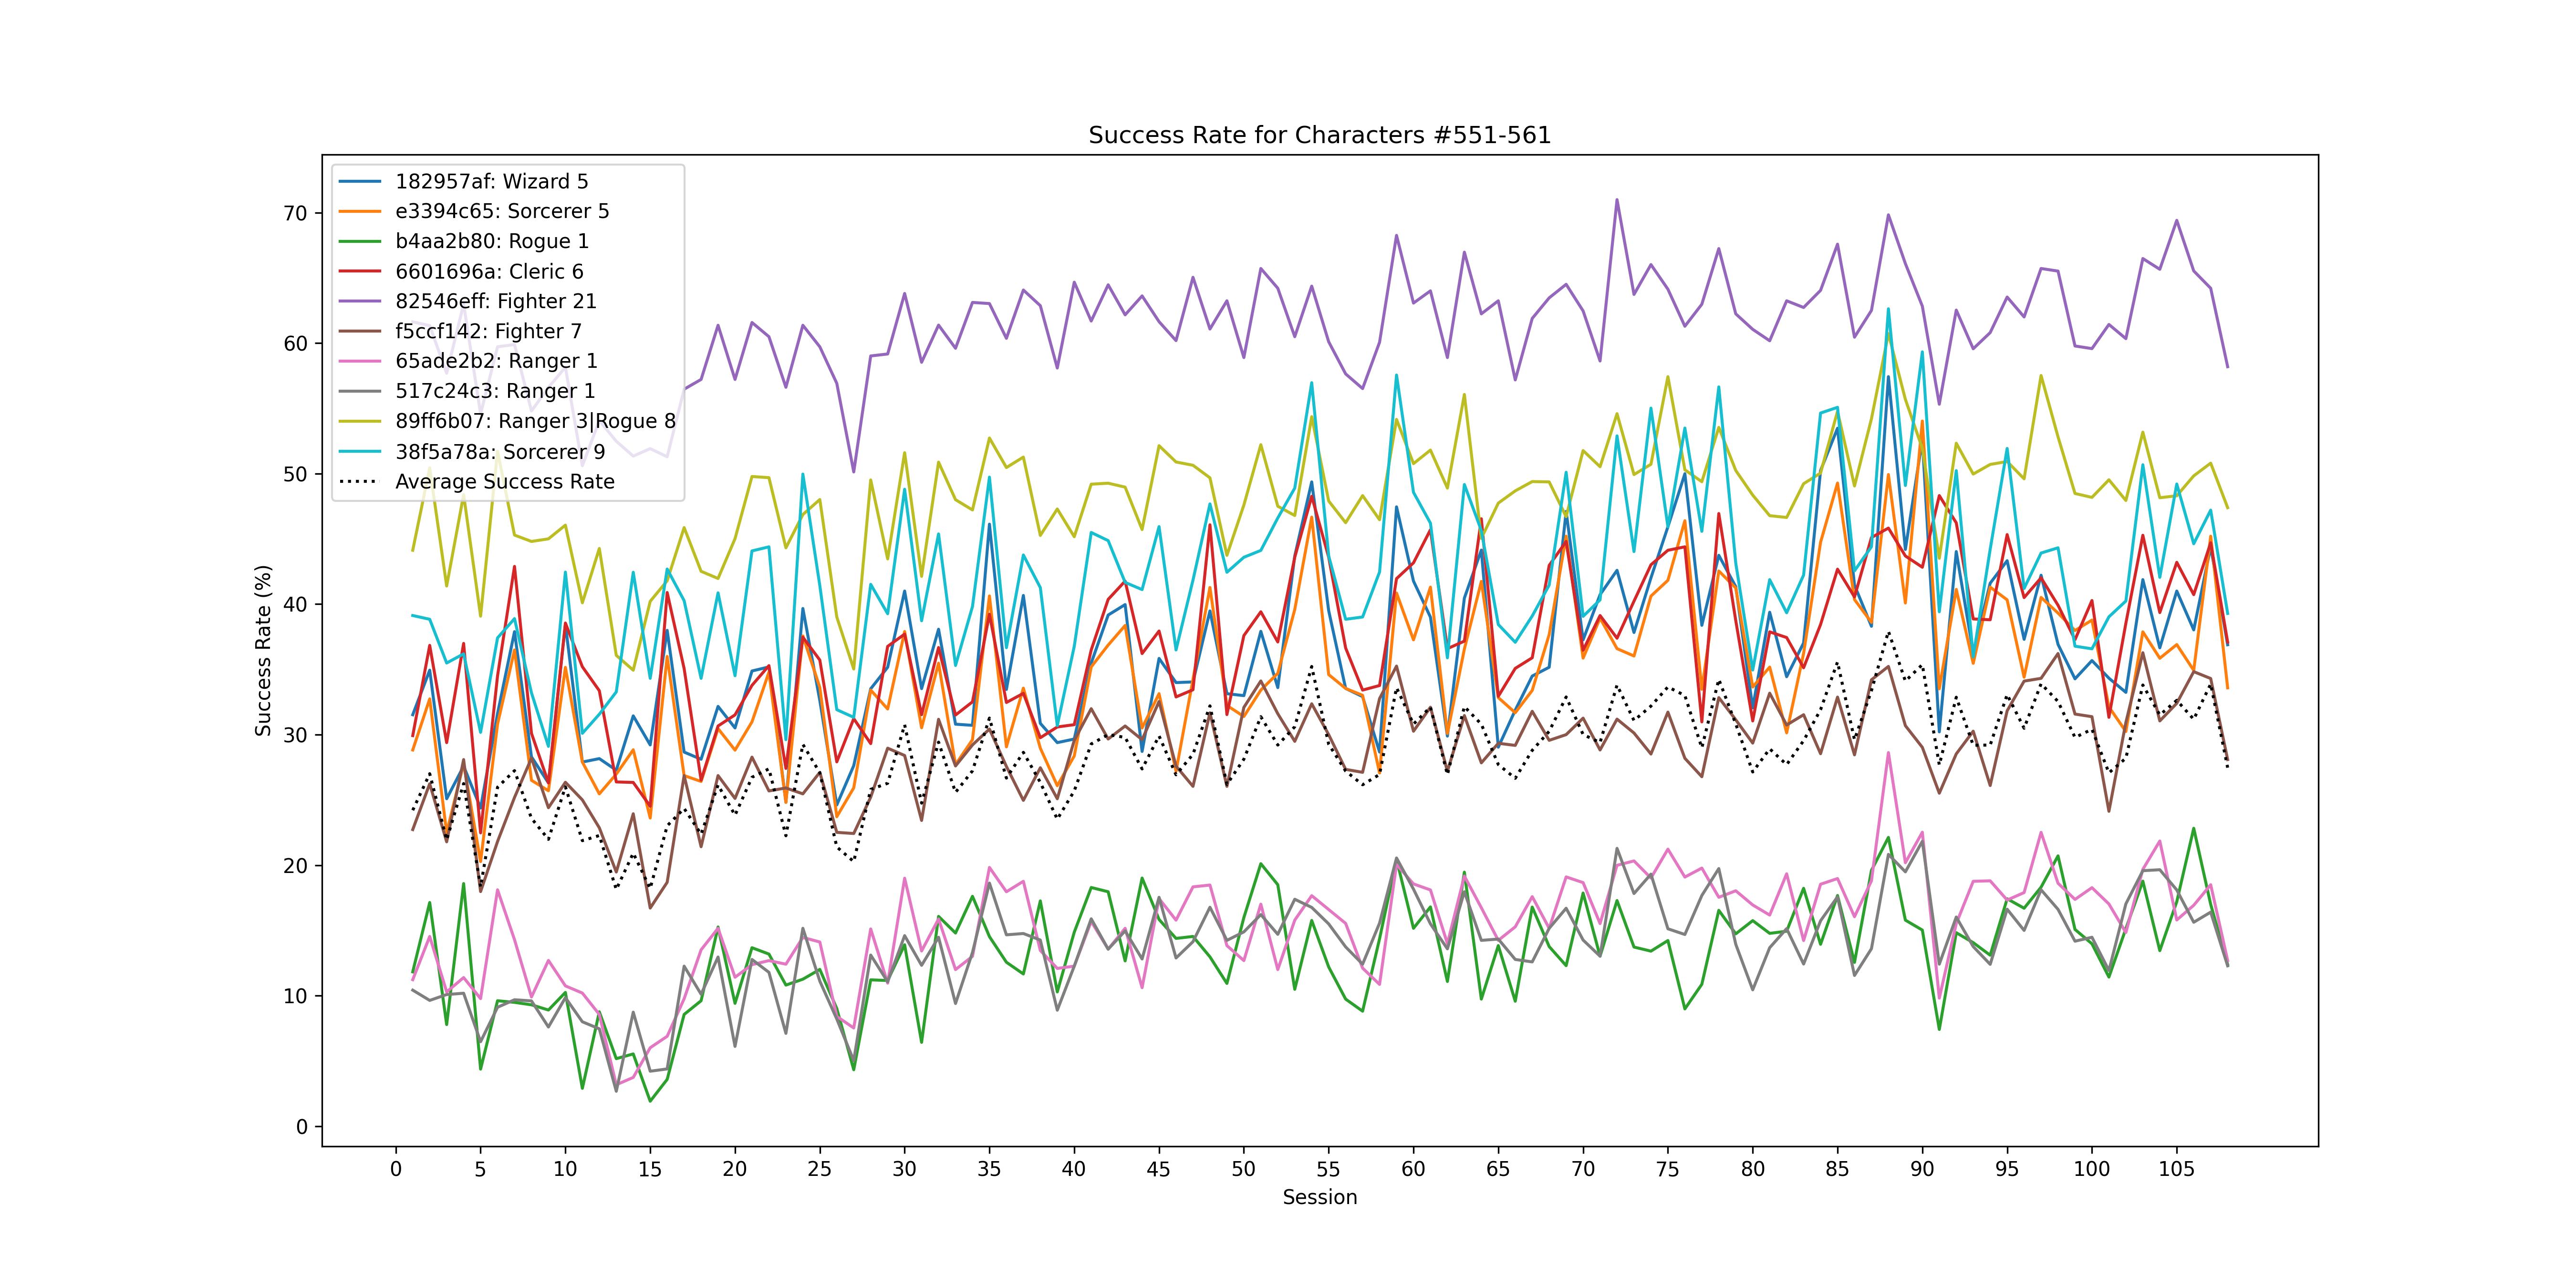 Success Rate for Characters #551-561
182957af: Wizard 5
e3394c65: Sorcerer 5
b4aa2b80: Rogue 1
6601696a: Cleric 6
82546eff: Fighter 21
f5ccf142: Fighter 7
65ade2b2: Ranger 1
517c24c3: Ranger 1
89ff6b07: Ranger 3|Rogue 8
38f5a78a: Sorcerer 9
Average Success Rate
Success Rate (%)
70
60
50
40
30
20
10
0
0 5 10 15 20 25 30 35 40 45 50 55 60 65 70 75 80 85 90 95 100 105
Session